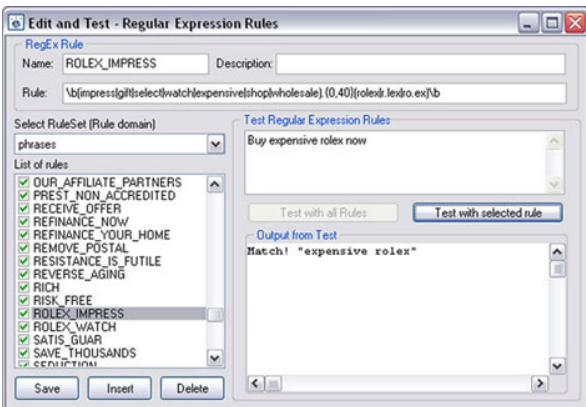 Edit and Test - Regular Expression Rules
RegEx Rule
Name: ROLEX_IMPRESS Description:
Rule: \b(impress|gift|select|watch|expensive|shop|wholesale).{0,40}(rolex|r.lex|ro.ex)\b
Select RuleSet (Rule domain)
phrases
List of rules
OUR_AFFILIATE_PARTNERS
PREST_NON_ACCREDITED
RECEIVE_OFFER
REFINANCE_NOW
REFINANCE_YOUR_HOME
REMOVE_POSTAL
RESISTANCE_IS_FUTILE
REVERSE_AGING
RICH
RISK_FREE
ROLEX_IMPRESS
ROLEX_WATCH
SATIS_GUAR
SAVE_THOUSANDS
SEDUCTION
Save Insert Delete
Test Regular Expression Rules
Buy expensive rolex now
Test with all Rules Test with selected rule
Output from Test
Match! "expensive rolex"